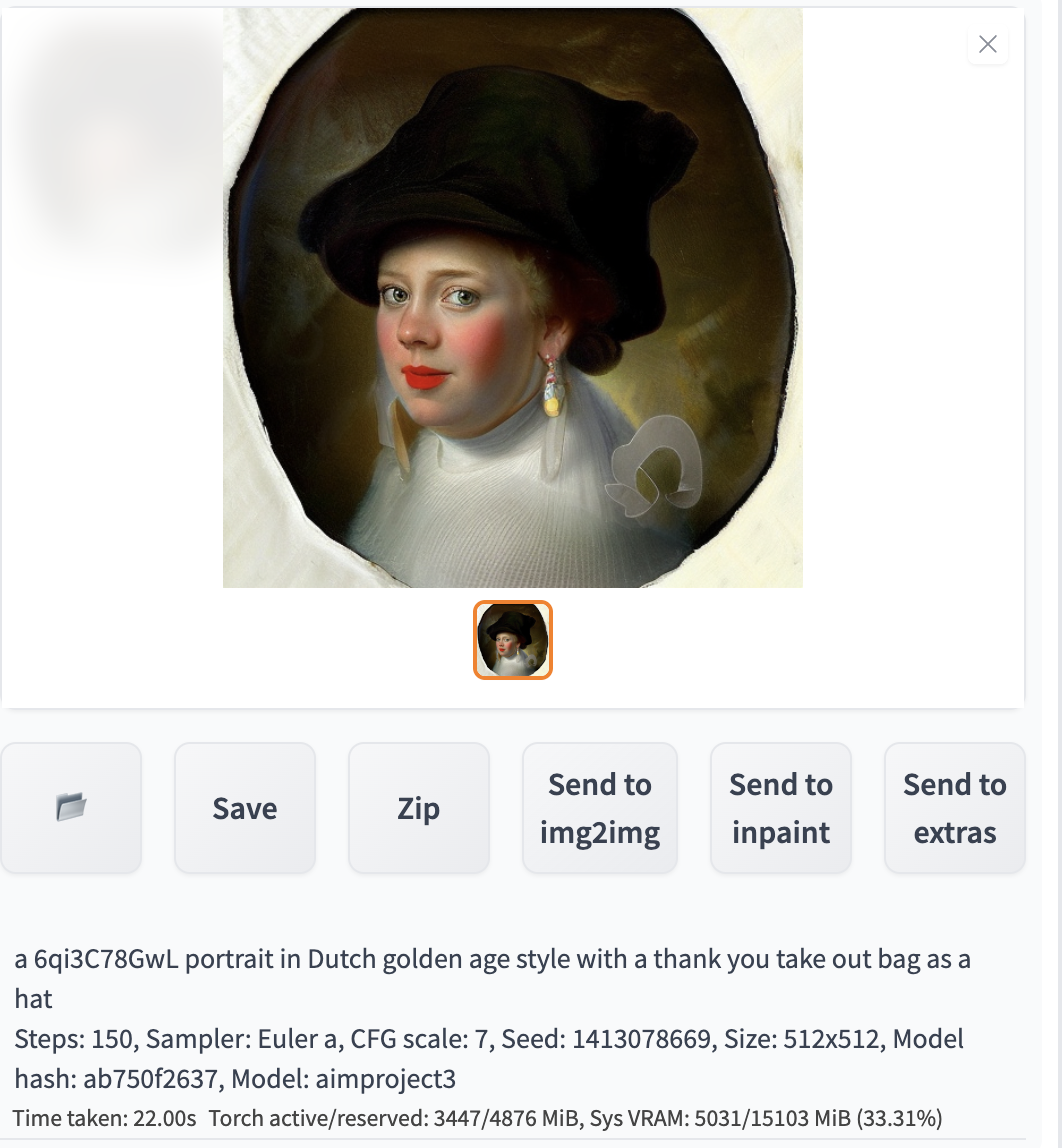 Save
Zip
Send to
img2img
Send to
inpaint
Send to
extras
a 6qi3C78GwL portrait in Dutch golden age style with a thank you take out bag as a
hat
Steps: 150, Sampler: Euler a, CFG scale: 7, Seed: 1413078669, Size: 512x512, Model
hash: ab750f2637, Model: aimproject3
Time taken: 22.00s Torch active/reserved: 3447/4876 MiB, Sys VRAM: 5031/15103 MiB (33.31%)